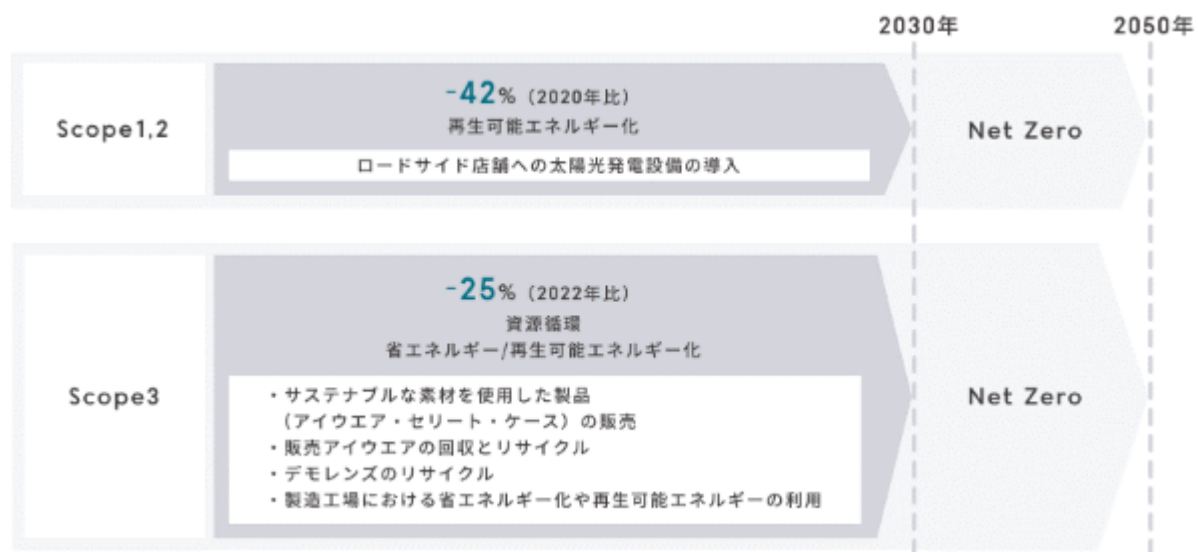 2030年 2050年
Scope1,2
-42%（2020年比）
再生可能エネルギー化
ロードサイド店舗への太陽光発電設備の導入
Net Zero
Scope3
-25%（2022年比）
資源循環
省エネルギー/再生可能エネルギー化
・サステナブルな素材を使用した製品
（アイウエア・セリート・ケース）の販売
・販売アイウエアの回収とリサイクル
・デモレンズのリサイクル
・製造工場における省エネルギー化や再生可能エネルギーの利用
Net Zero